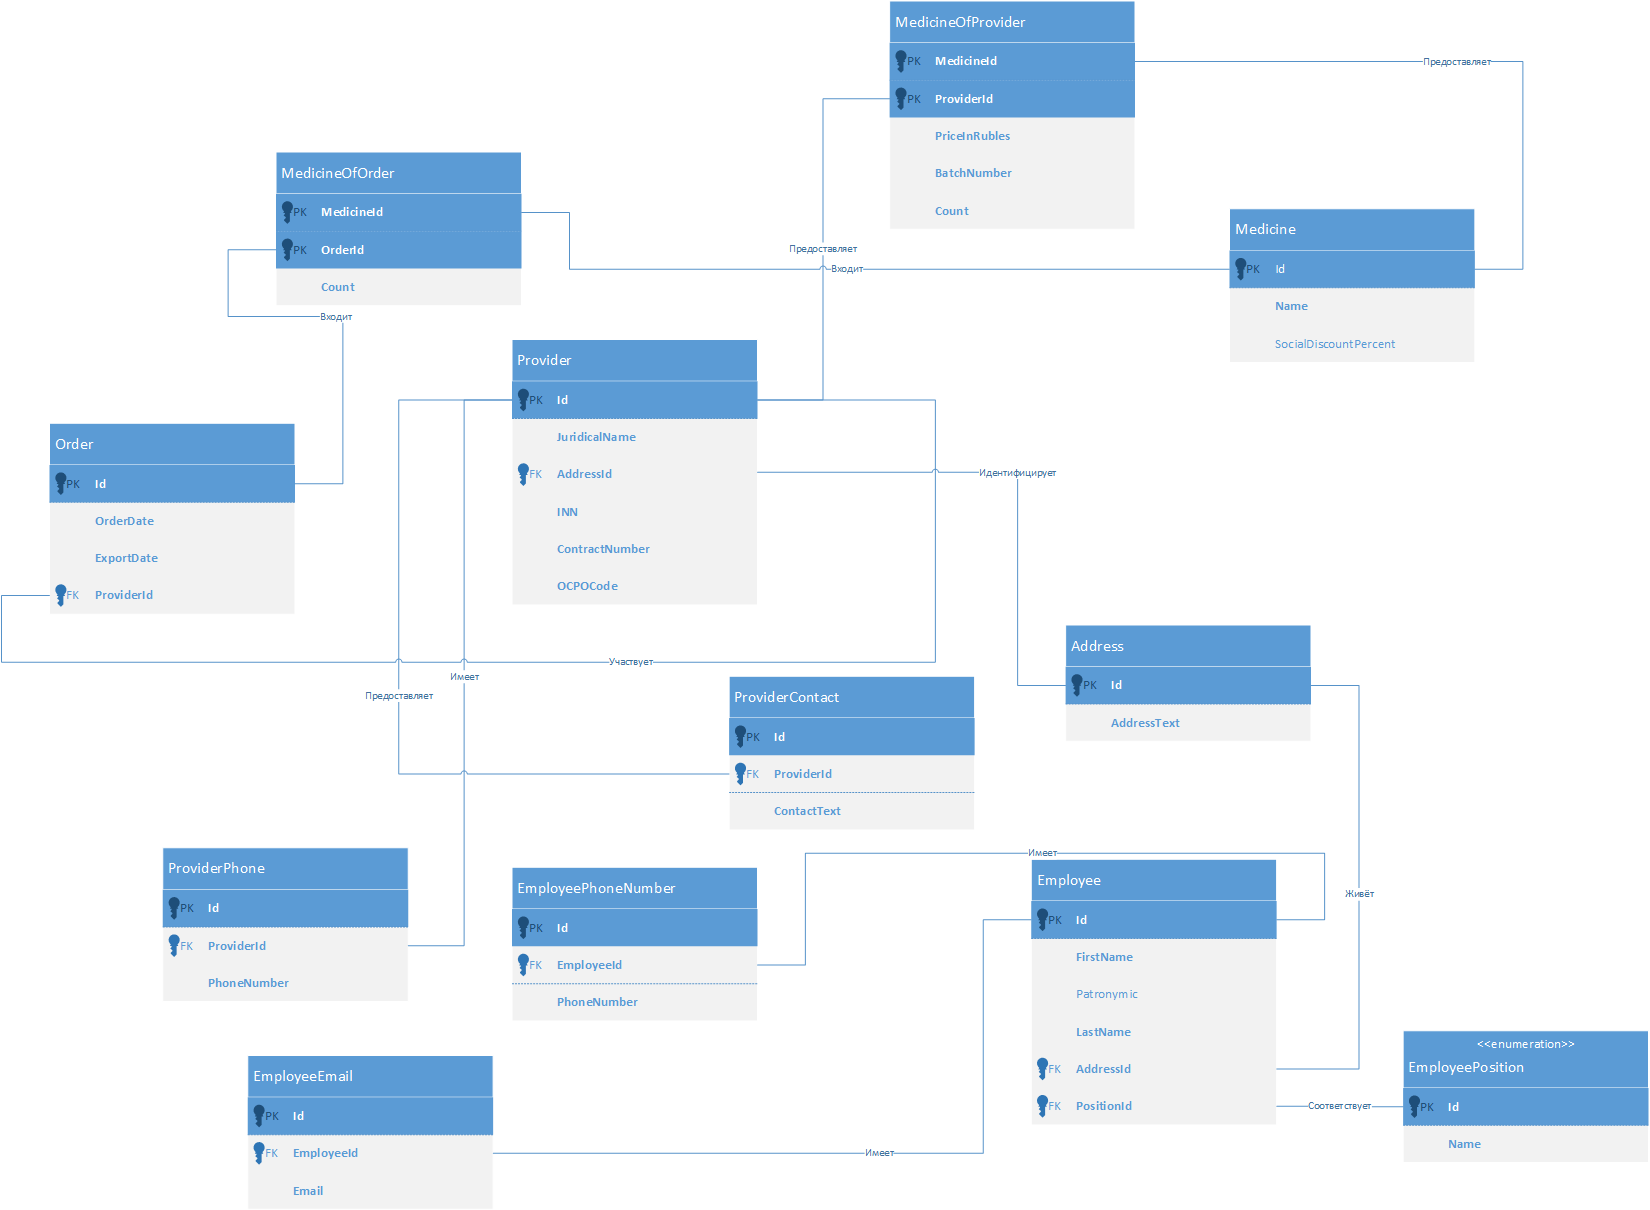 MedicineOfProvider
PK MedicineId
PK ProviderId
PriceInRubles
BatchNumber
Count
Предоставляет
MedicineOfOrder
PK MedicineId
PK OrderId
Count
Medicine
PK Id
Name
SocialDiscountPercent
Предоставляет
Входит
Входит
Provider
PK Id
JuridicalName
FK AddressId
INN
ContractNumber
OCPOCode
Order
PK Id
OrderDate
ExportDate
FK ProviderId
Идентифицирует
Участвует
Имеет
Предоставляет
Address
PK Id
AddressText
ProviderContact
PK Id
FK ProviderId
ContactText
ProviderPhone
PK Id
FK ProviderId
PhoneNumber
EmployeePhoneNumber
PK Id
FK EmployeeId
PhoneNumber
Имеет
Employee
PK Id
FirstName
Patronymic
LastName
FK AddressId
FK PositionId
Живёт
Соответствует
<<enumeration>>
EmployeePosition
PK Id
Name
EmployeeEmail
PK Id
FK EmployeeId
Email
Имеет